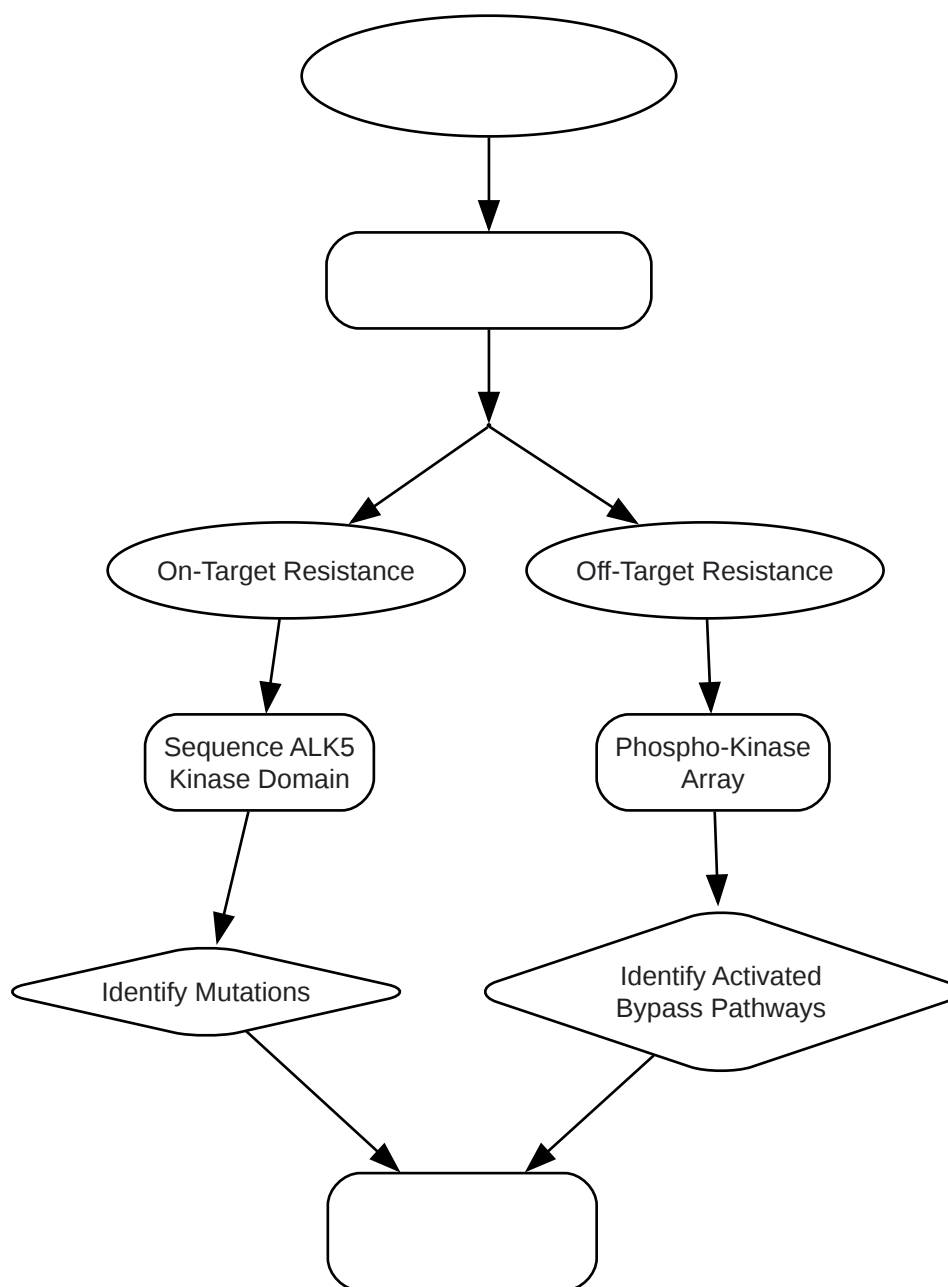 On-Target Resistance
Off-Target Resistance
Sequence ALK5
Kinase Domain
Phospho-Kinase
Array
Identify Mutations
Identify Activated
Bypass Pathways